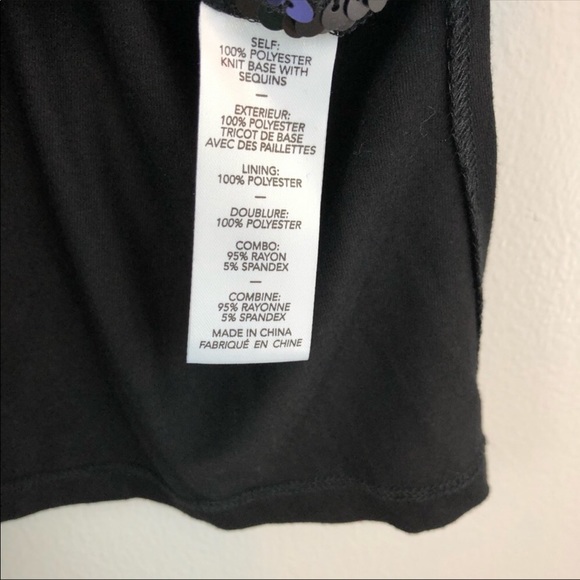 SELF:
100% POLYESTER
KNIT BASE WITH
SEQUINS
—
EXTERIEUR:
100% POLYESTER
TRICOT DE BASE
AVEC DES PAILLETTES
—
LINING:
100% POLYESTER
—
DOUBLURE:
100% POLYESTER
—
COMBO:
95% RAYON
5% SPANDEX
—
COMBINE:
95% RAYONNE
5% SPANDEX
MADE IN CHINA
FABRIQUÉ EN CHINE